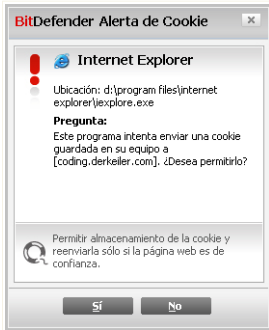 BitDefender Alerta de Cookie
Internet Explorer
Ubicación: d:\program files\internet
explorer\iexplore.exe
Pregunta:
Este programa intenta enviar una cookie
guardada en su equipo a
[coding.derkeiler.com]. ¿Desea permitirlo?
Permitir almacenamiento de la cookie y
reenviarla sólo si la página web es de
confianza.
Sí
No